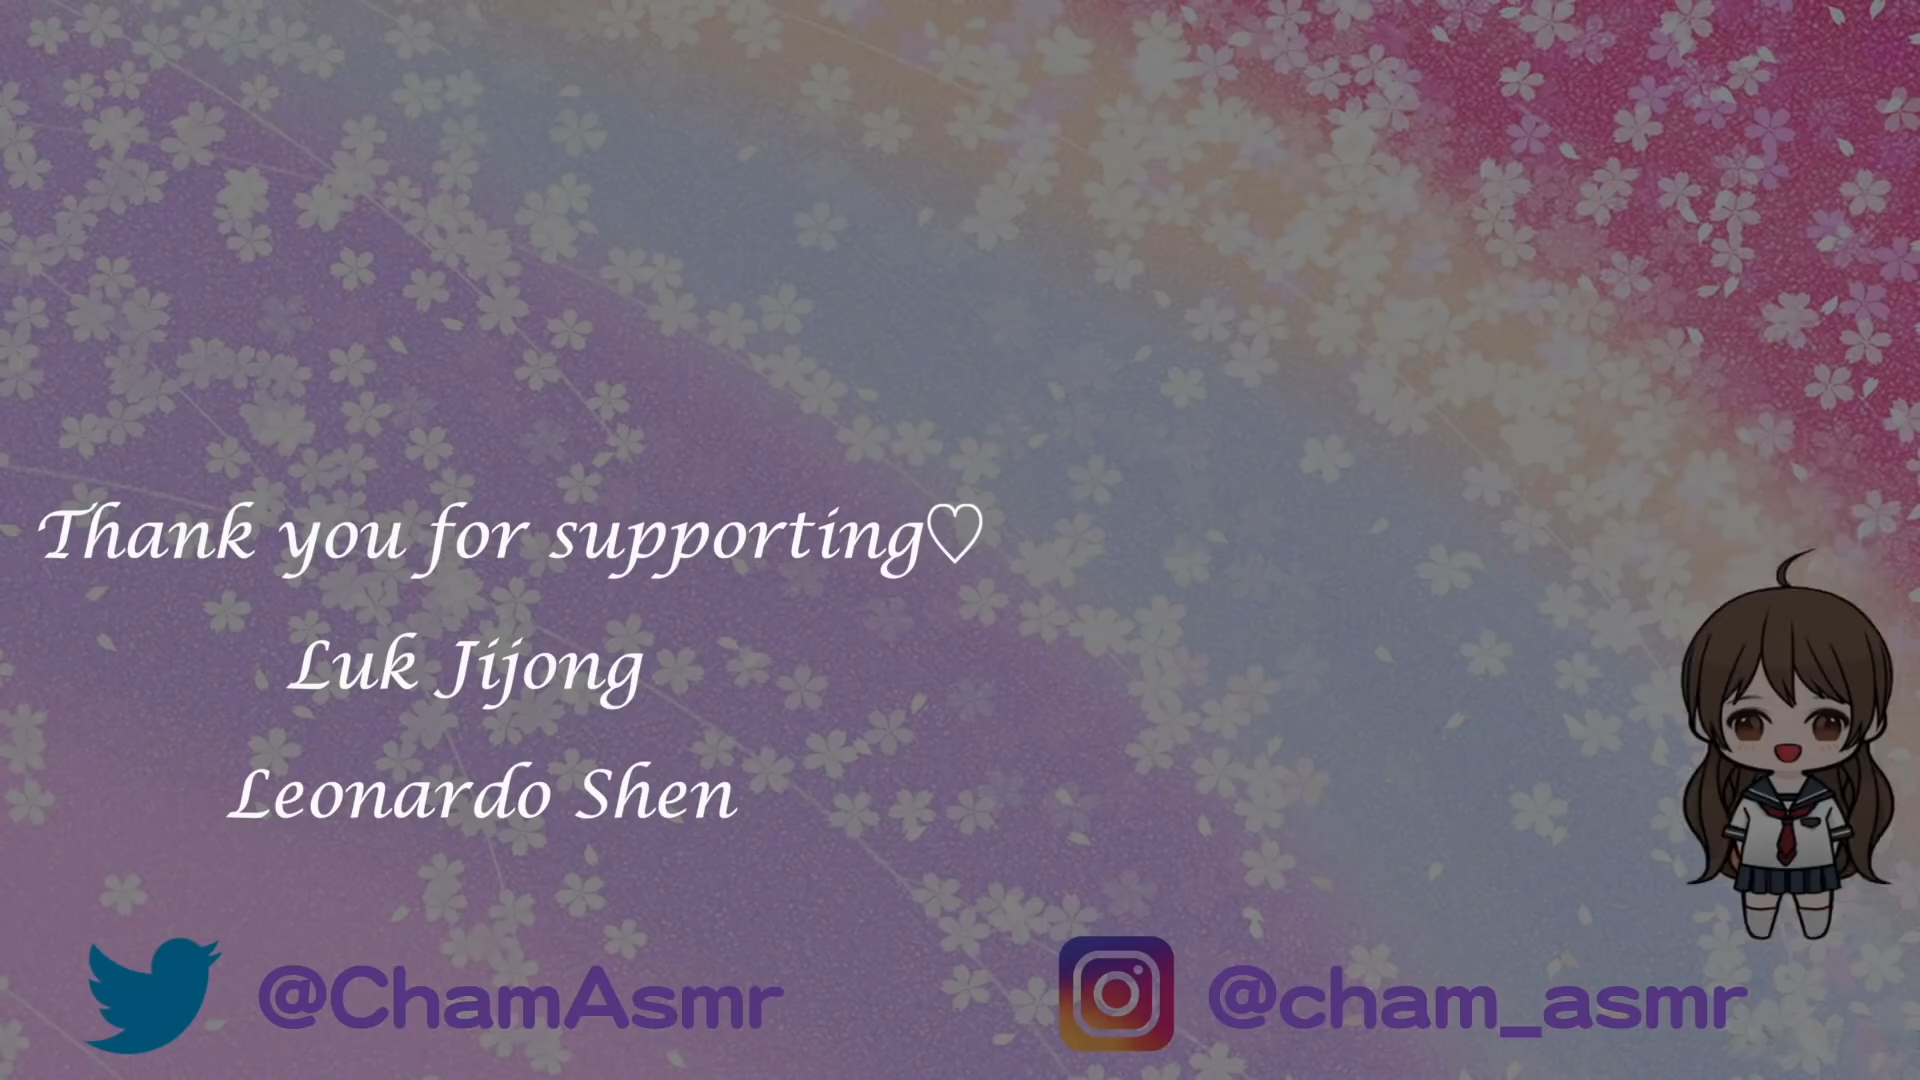 Thank you for supporting♡
Luk Jijong
Leonardo Shen
@ChamAsmr
@cham_asmr